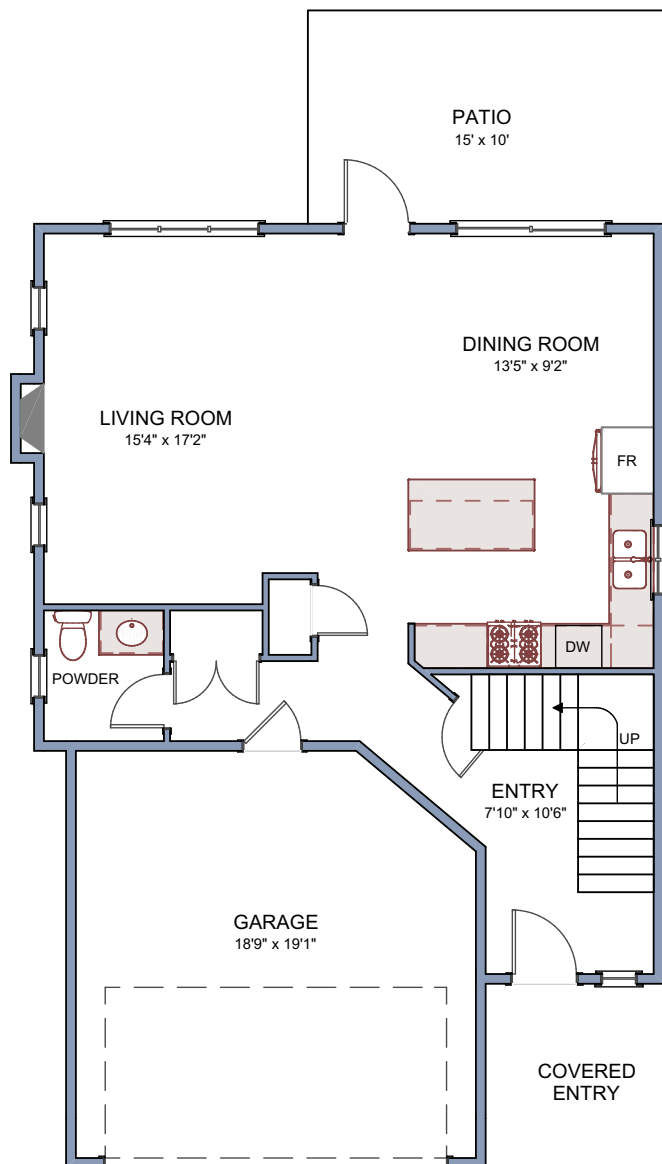 PATIO
15' x 10'
DINING ROOM
13'5" x 9'2"
LIVING ROOM
15'4" x 17'2"
FR
DW
POWDER
UP
ENTRY
7'10" x 10'6"
GARAGE
18'9" x 19'1"
COVERED
ENTRY